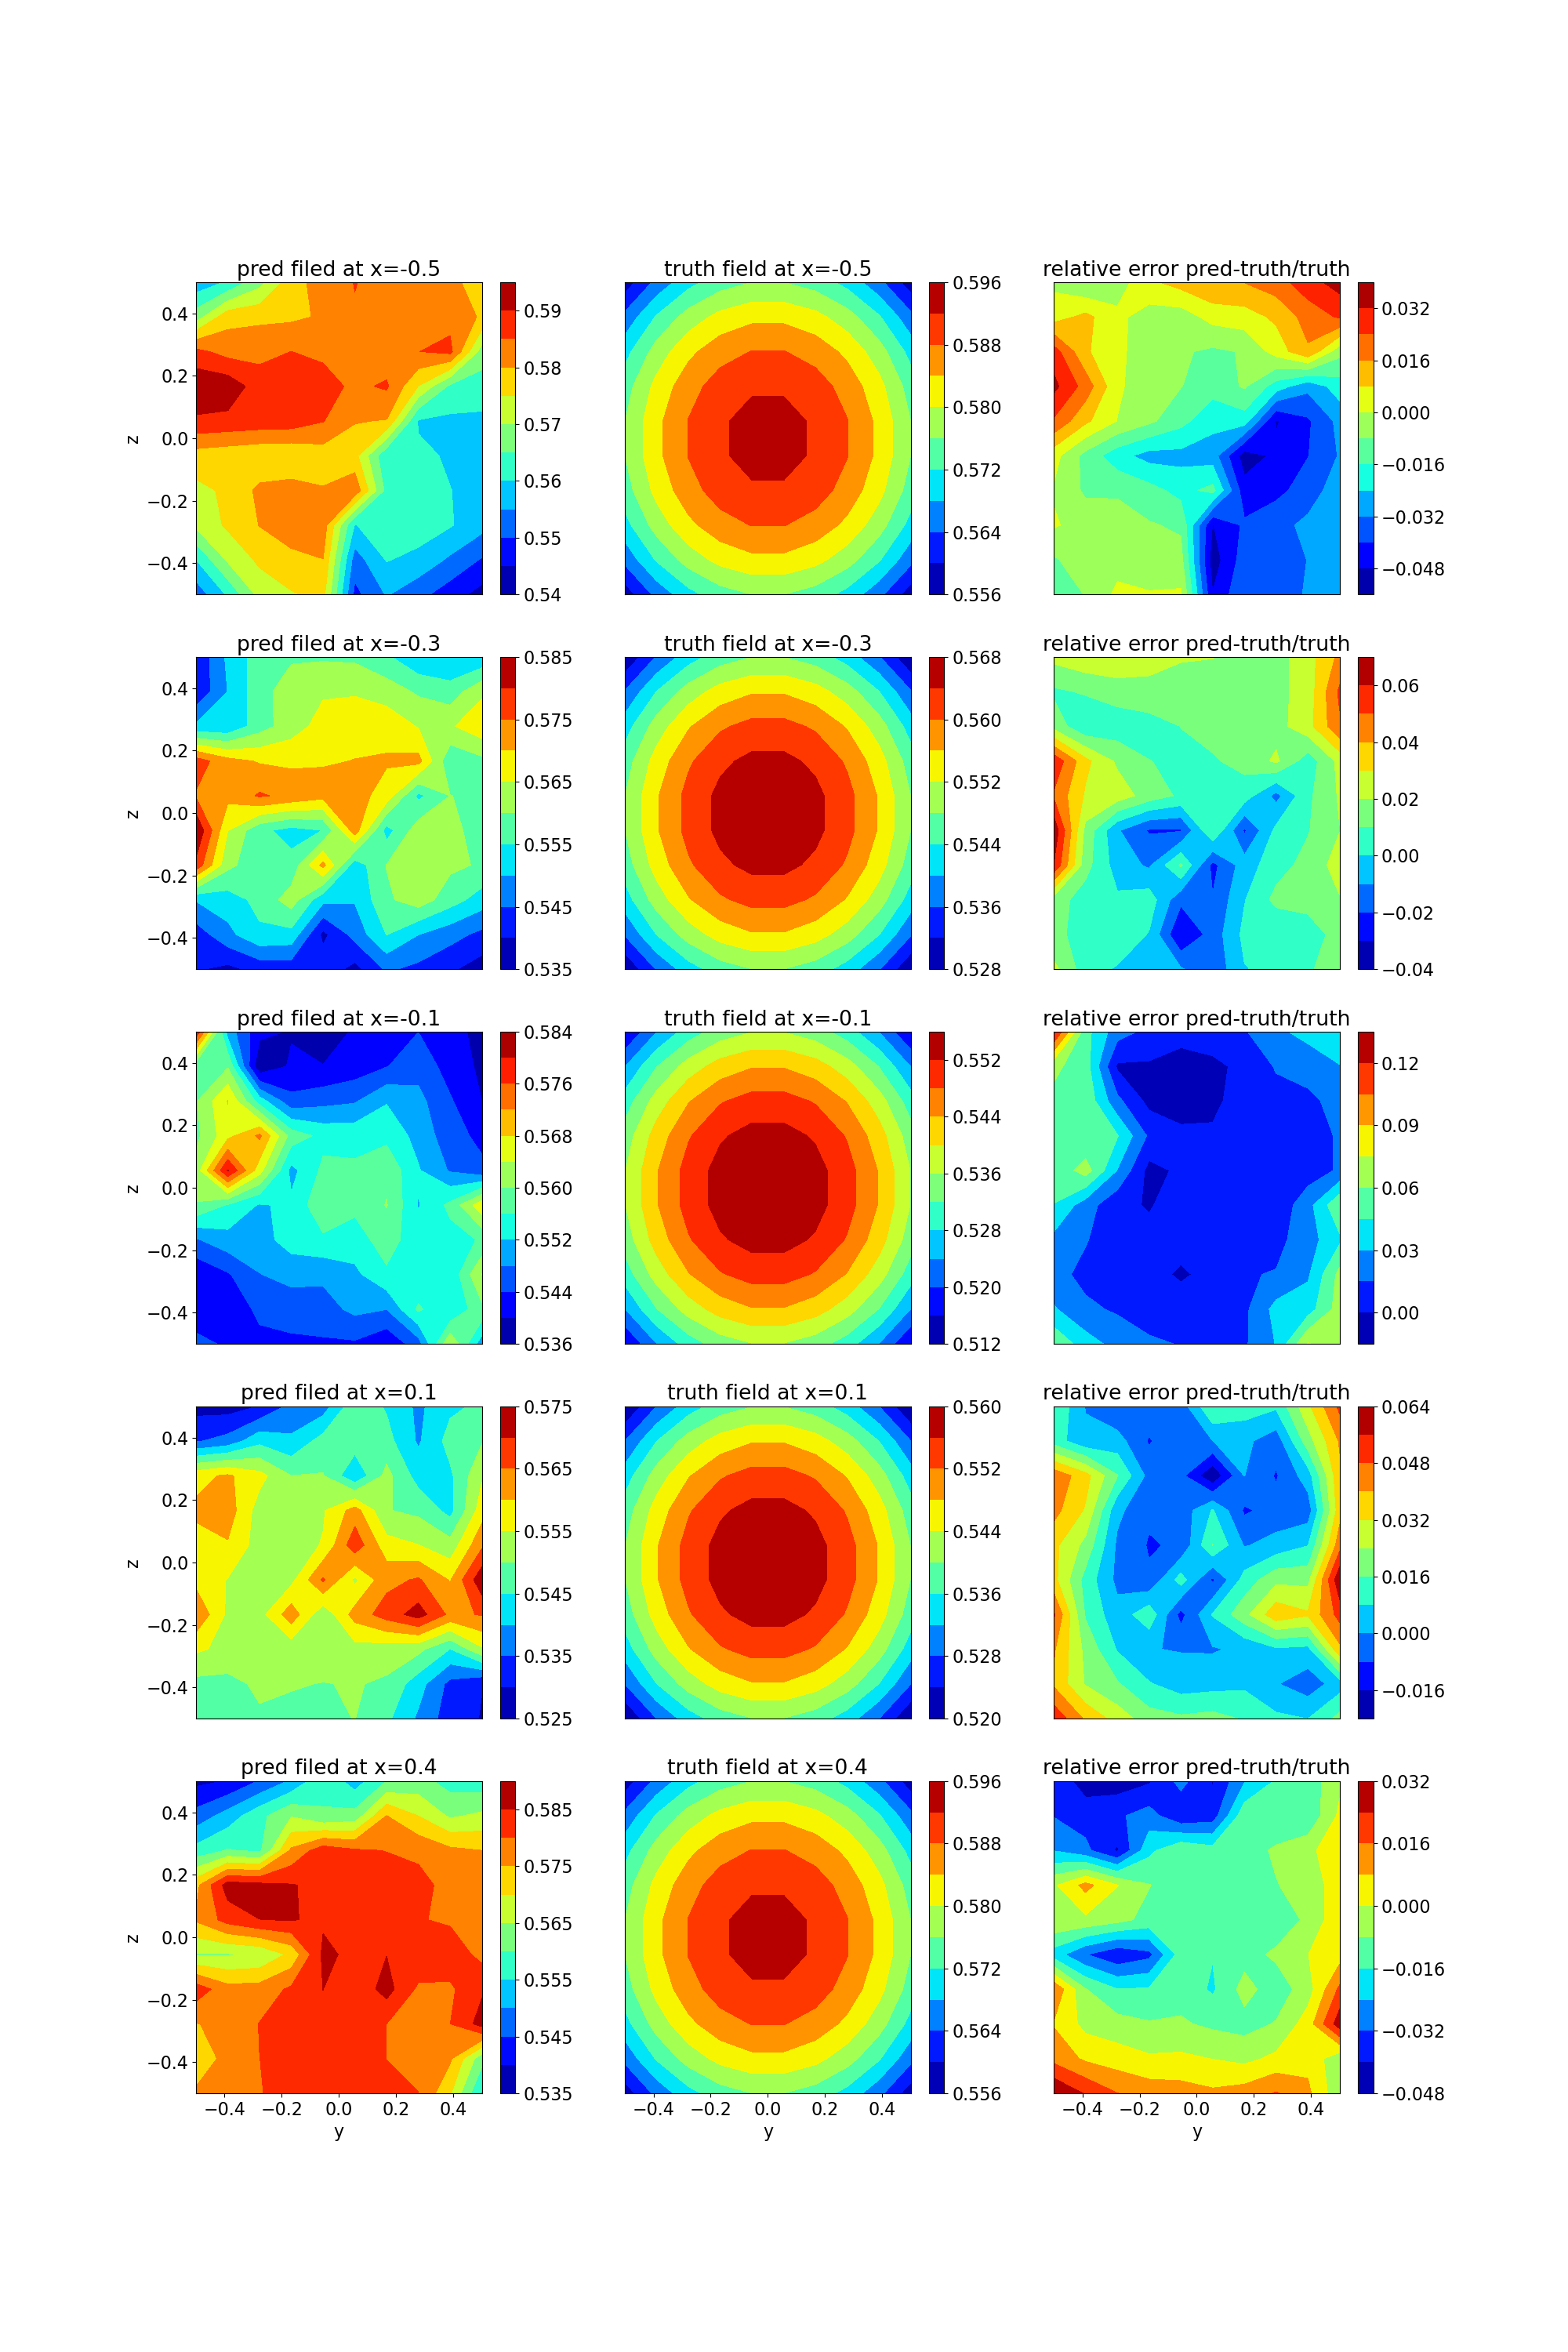 pred filed at x=-0.5 truth field at x=-0.5 relative error pred-truth/truth
0.4 0.2 0.0 −0.2 −0.4
z
0.59 0.58 0.57 0.56 0.55 0.54
0.596 0.588 0.580 0.572 0.564 0.556
0.032 0.016 0.000 −0.016 −0.032 −0.048
pred filed at x=-0.3 truth field at x=-0.3 relative error pred-truth/truth
0.4 0.2 0.0 −0.2 −0.4
z
0.585 0.575 0.565 0.555 0.545 0.535
0.568 0.560 0.552 0.544 0.536 0.528
0.06 0.04 0.02 0.00 −0.02 −0.04
pred filed at x=-0.1 truth field at x=-0.1 relative error pred-truth/truth
0.4 0.2 0.0 −0.2 −0.4
z
0.584 0.576 0.568 0.560 0.552 0.544 0.536
0.552 0.544 0.536 0.528 0.520 0.512
0.12 0.09 0.06 0.03 0.00
pred filed at x=0.1 truth field at x=0.1 relative error pred-truth/truth
0.4 0.2 0.0 −0.2 −0.4
z
0.575 0.565 0.555 0.545 0.535 0.525
0.560 0.552 0.544 0.536 0.528 0.520
0.064 0.048 0.032 0.016 0.000 −0.016
pred filed at x=0.4 truth field at x=0.4 relative error pred-truth/truth
0.4 0.2 0.0 −0.2 −0.4
z
0.585 0.575 0.565 0.555 0.545 0.535
0.596 0.588 0.580 0.572 0.564 0.556
0.032 0.016 0.000 −0.016 −0.032 −0.048
−0.4 −0.2 0.0 0.2 0.4 −0.4 −0.2 0.0 0.2 0.4 −0.4 −0.2 0.0 0.2 0.4
y y y